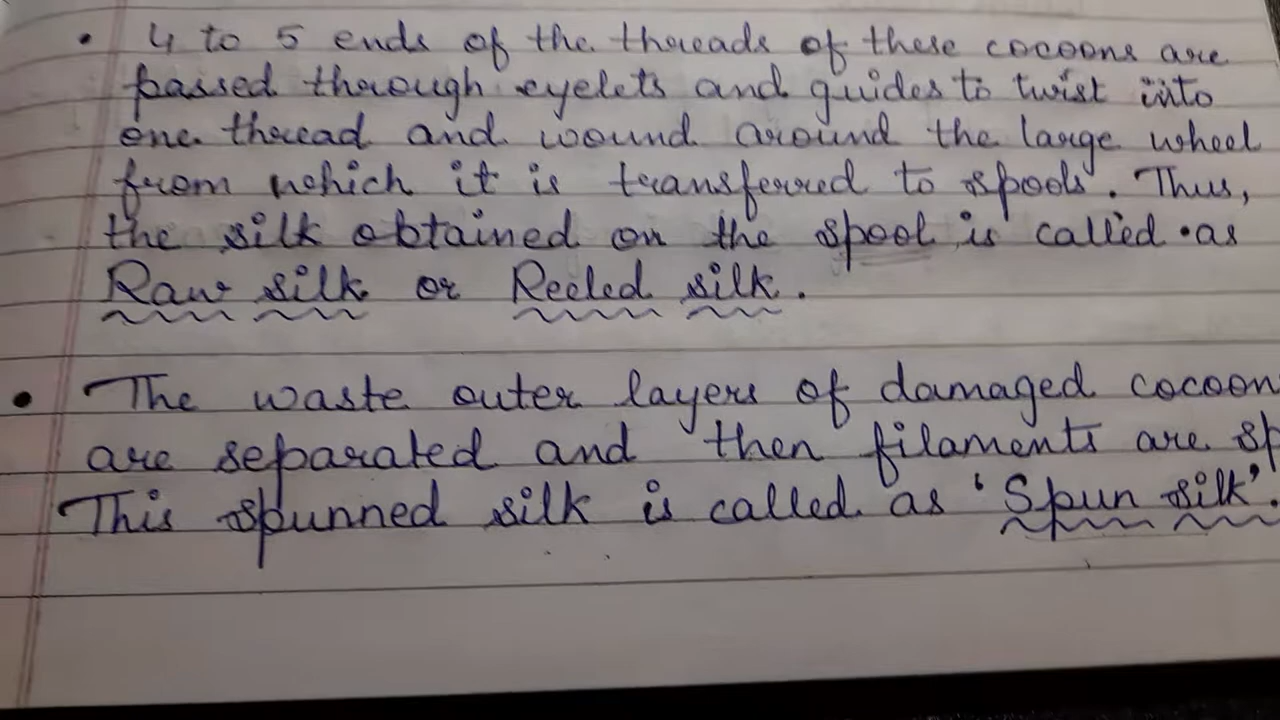 • 4 to 5 ends of the threads of these cocoons are
passed through eyelets and guides to twist into
one thread and wound around the large wheel
from which it is transferred to spools. Thus,
the silk obtained on the spool is called as
Raw silk or Reeled silk.
• The waste outer layers of damaged cocoon
are separated and then filaments are
This spunned silk is called as 'Spun silk'.